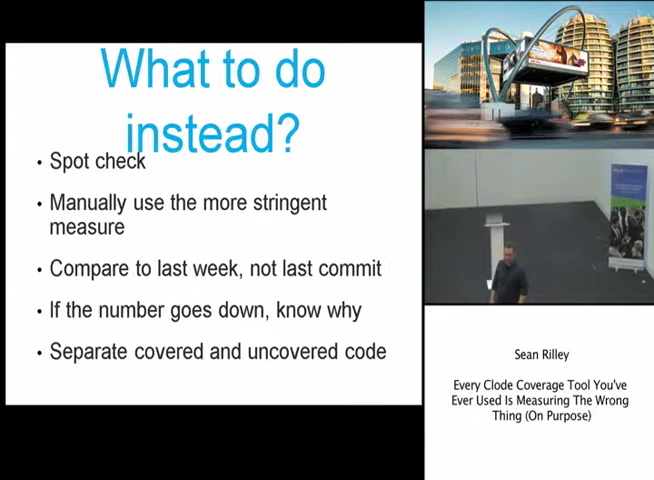 What to do
instead?
• Spot check
• Manually use the more stringent
measure
• Compare to last week, not last commit
• If the number goes down, know why
• Separate covered and uncovered code
Sean Rilley
Every Clode Coverage Tool You've
Ever Used Is Measuring The Wrong
Thing (On Purpose)